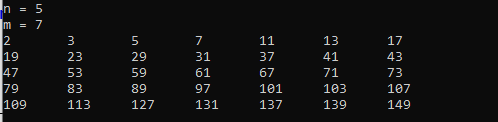 n = 5
m = 7
2 3 5 7 11 13 17
19 23 29 31 37 41 43
47 53 59 61 67 71 73
79 83 89 97 101 103 107
109 113 127 131 137 139 149